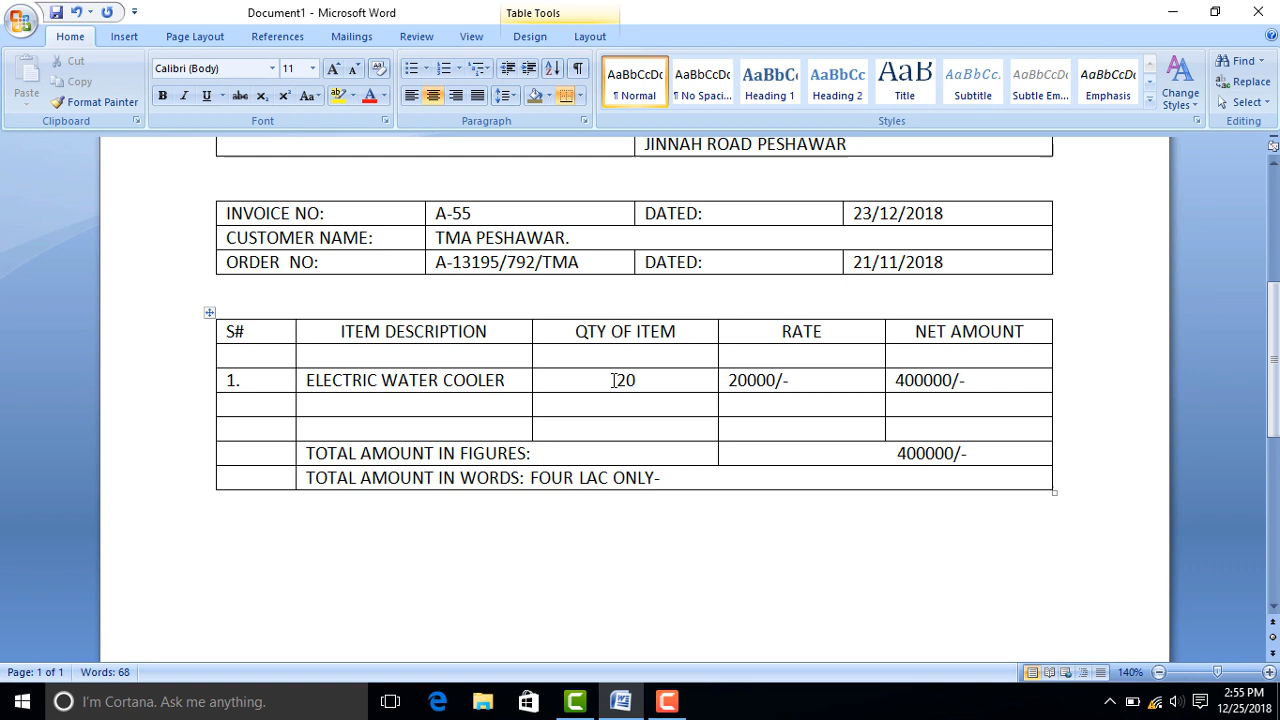 Document1 - Microsoft Word
Table Tools
Home Insert Page Layout References Mailings Review View Design Layout
Cut
Copy
Paste
Format Painter
Clipboard
Calibri (Body) 11
Font
Paragraph
AaBbCcDc AaBbCcDc AaBbC AaBbCc AaB AaBbCc. AaBbCcDc AaBbCcDc
¶ Normal ¶ No Spaci... Heading 1 Heading 2 Title Subtitle Subtle Em... Emphasis
Change Styles
Styles
Find
Replace
Select
Editing
JINNAH ROAD PESHAWAR
INVOICE NO: A-55 DATED: 23/12/2018
CUSTOMER NAME: TMA PESHAWAR.
ORDER NO: A-13195/792/TMA DATED: 21/11/2018
S# ITEM DESCRIPTION QTY OF ITEM RATE NET AMOUNT
1. ELECTRIC WATER COOLER 20 20000/- 400000/-
TOTAL AMOUNT IN FIGURES: 400000/-
TOTAL AMOUNT IN WORDS: FOUR LAC ONLY-
Page: 1 of 1 Words: 68 140%
I'm Cortana. Ask me anything.
2:55 PM
12/25/2018